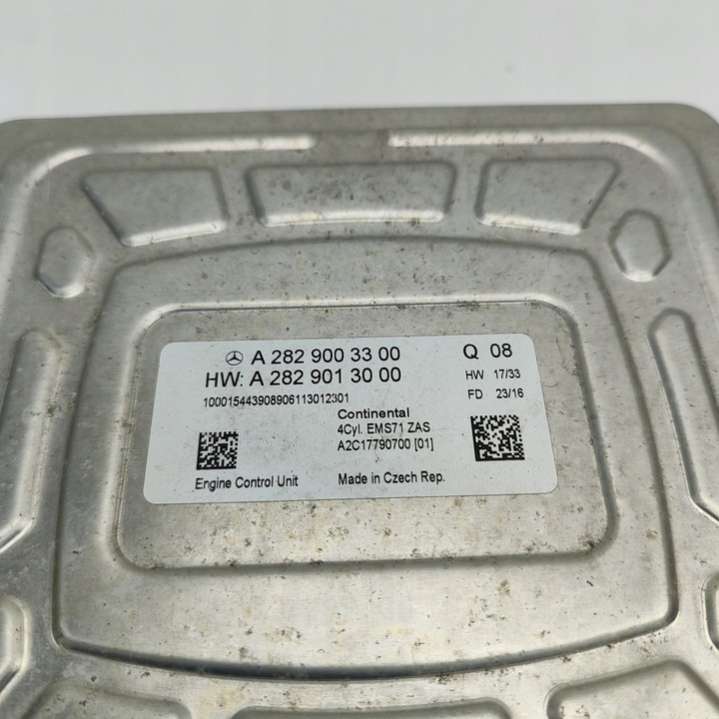 A 282 900 33 00 Q 08
HW: A 282 901 30 00 HW 17/33
100015443908906113012301 FD 23/16
Continental
4Cyl. EMS71 ZAS
A2C17790700 [01]
Engine Control Unit Made in Czech Rep.